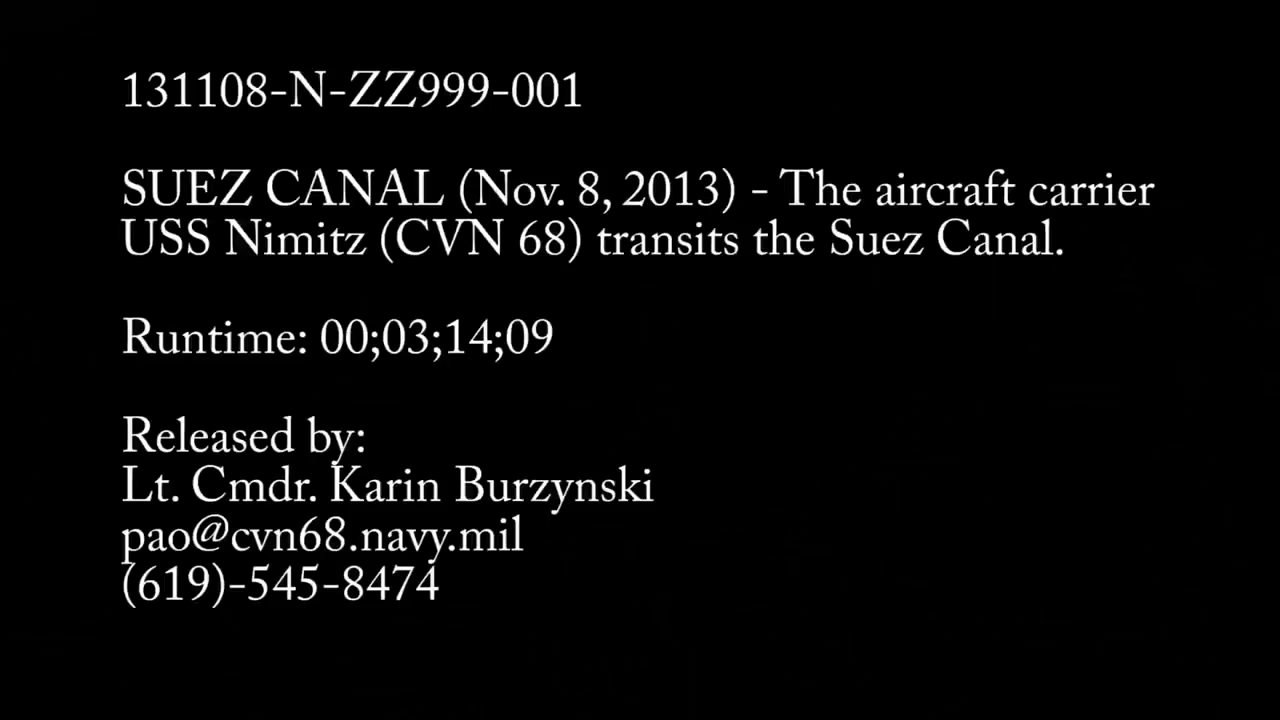 131108-N-ZZ999-001
SUEZ CANAL (Nov. 8, 2013) - The aircraft carrier
USS Nimitz (CVN 68) transits the Suez Canal.
Runtime: 00;03;14;09
Released by:
Lt. Cmdr. Karin Burzynski
pao@cvn68.navy.mil
(619)-545-8474